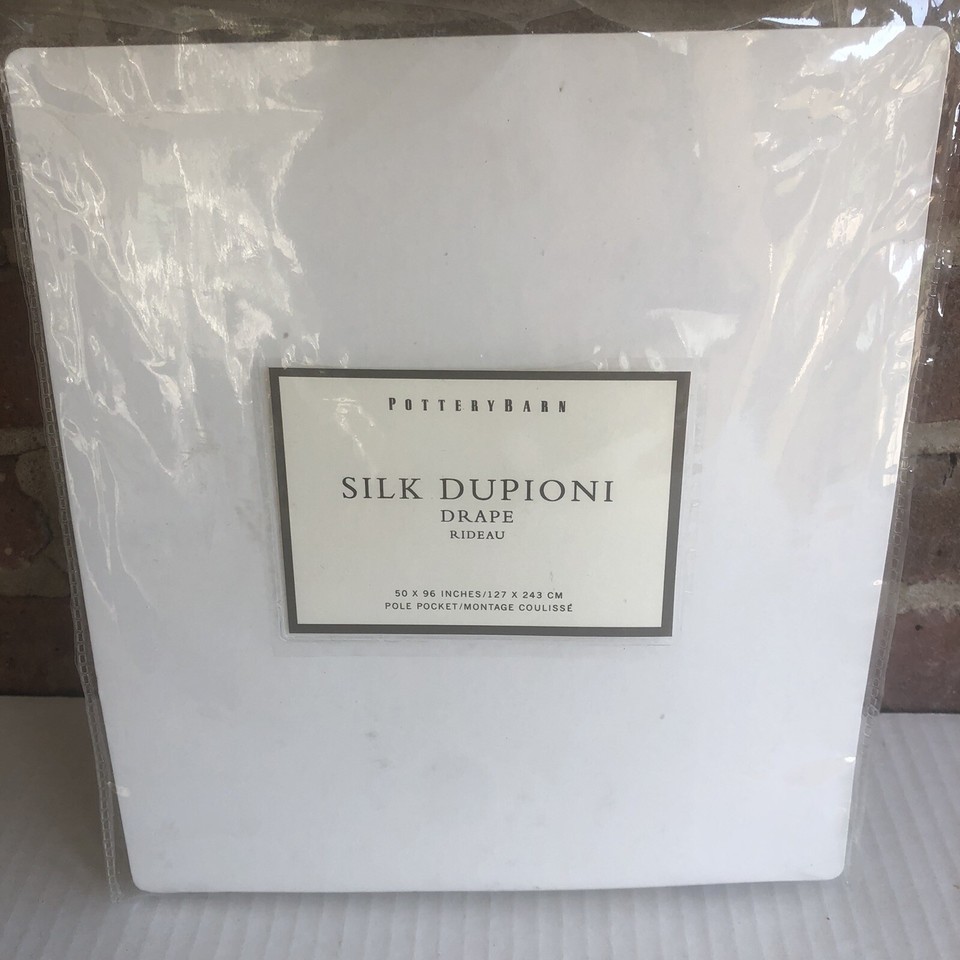 POTTERYBARN
SILK DUPIONI
DRAPE
RIDEAU
50 X 96 INCHES/127 X 243 CM
POLE POCKET/MONTAGE COULISSÉ